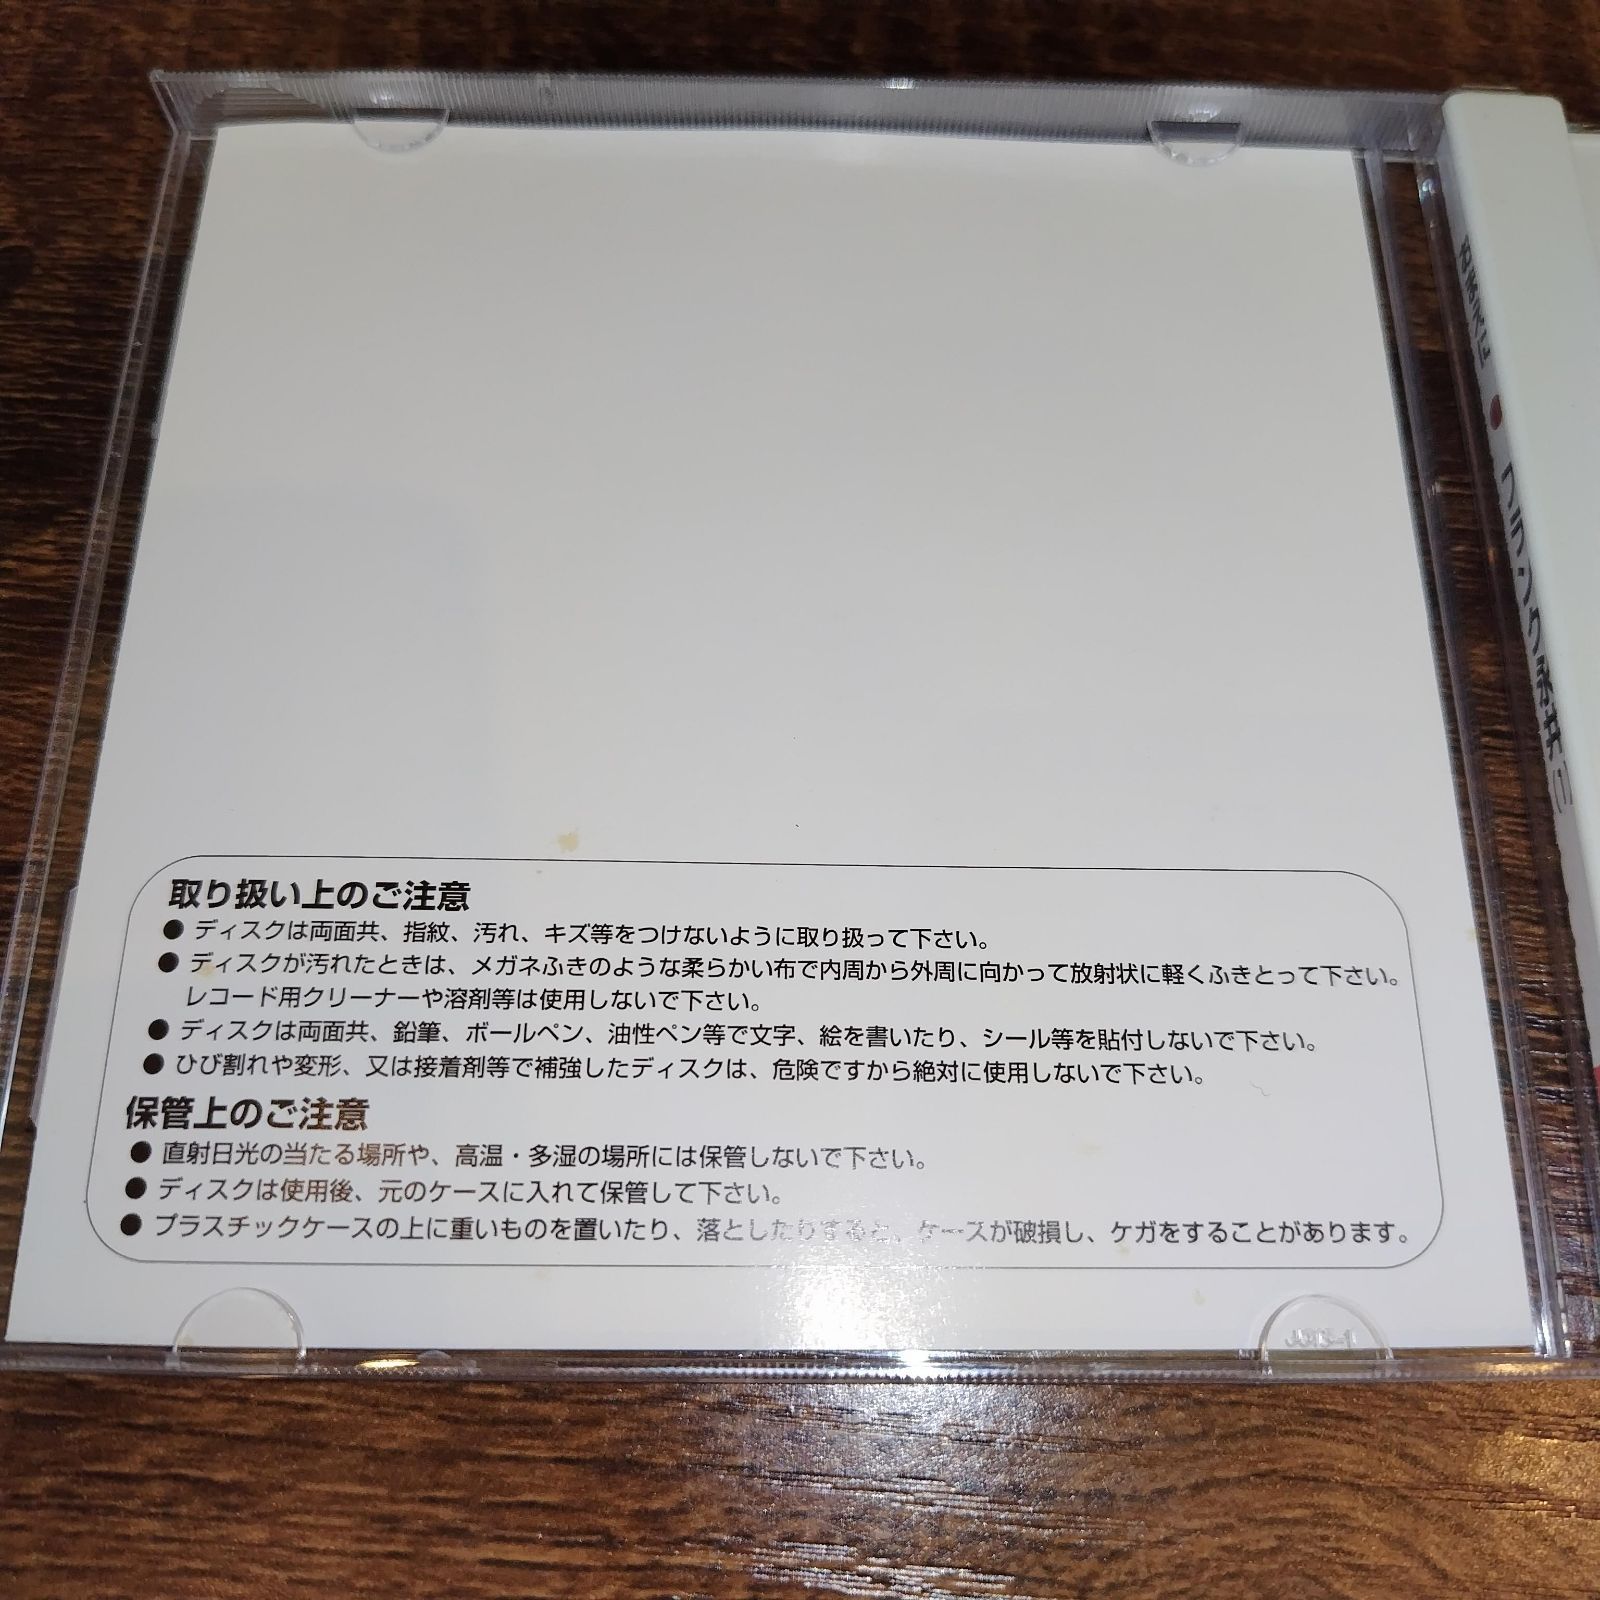 取り扱い上のご注意
● ディスクは両面共、指紋、汚れ、キズ等をつけないように取り扱って下さい。
● ディスクが汚れたときは、メガネふきのような柔らかい布で内周から外周に向かって放射状に軽くふきとって下さい。
レコード用クリーナーや溶剤等は使用しないで下さい。
● ディスクは両面共、鉛筆、ボールペン、油性ペン等で文字、絵を書いたり、シール等を貼付しないで下さい。
● ひび割れや変形、又は接着剤等で補強したディスクは、危険ですから絶対に使用しないで下さい。
保管上のご注意
● 直射日光の当たる場所や、高温・多湿の場所には保管しないで下さい。
● ディスクは使用後、元のケースに入れて保管して下さい。
● プラスチックケースの上に重いものを置いたり、落としたりすると、ケースが破損し、ケガをすることがあります。